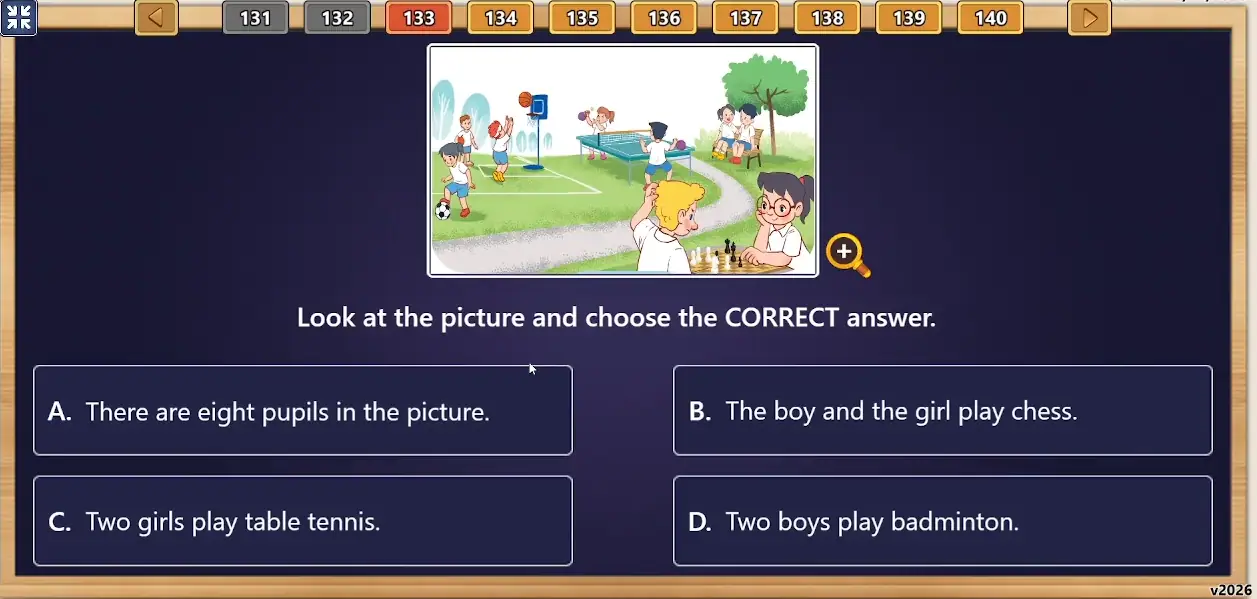 131 132 133 134 135 136 137 138 139 140
Look at the picture and choose the CORRECT answer.
A. There are eight pupils in the picture.
B. The boy and the girl play chess.
C. Two girls play table tennis.
D. Two boys play badminton.
v2026